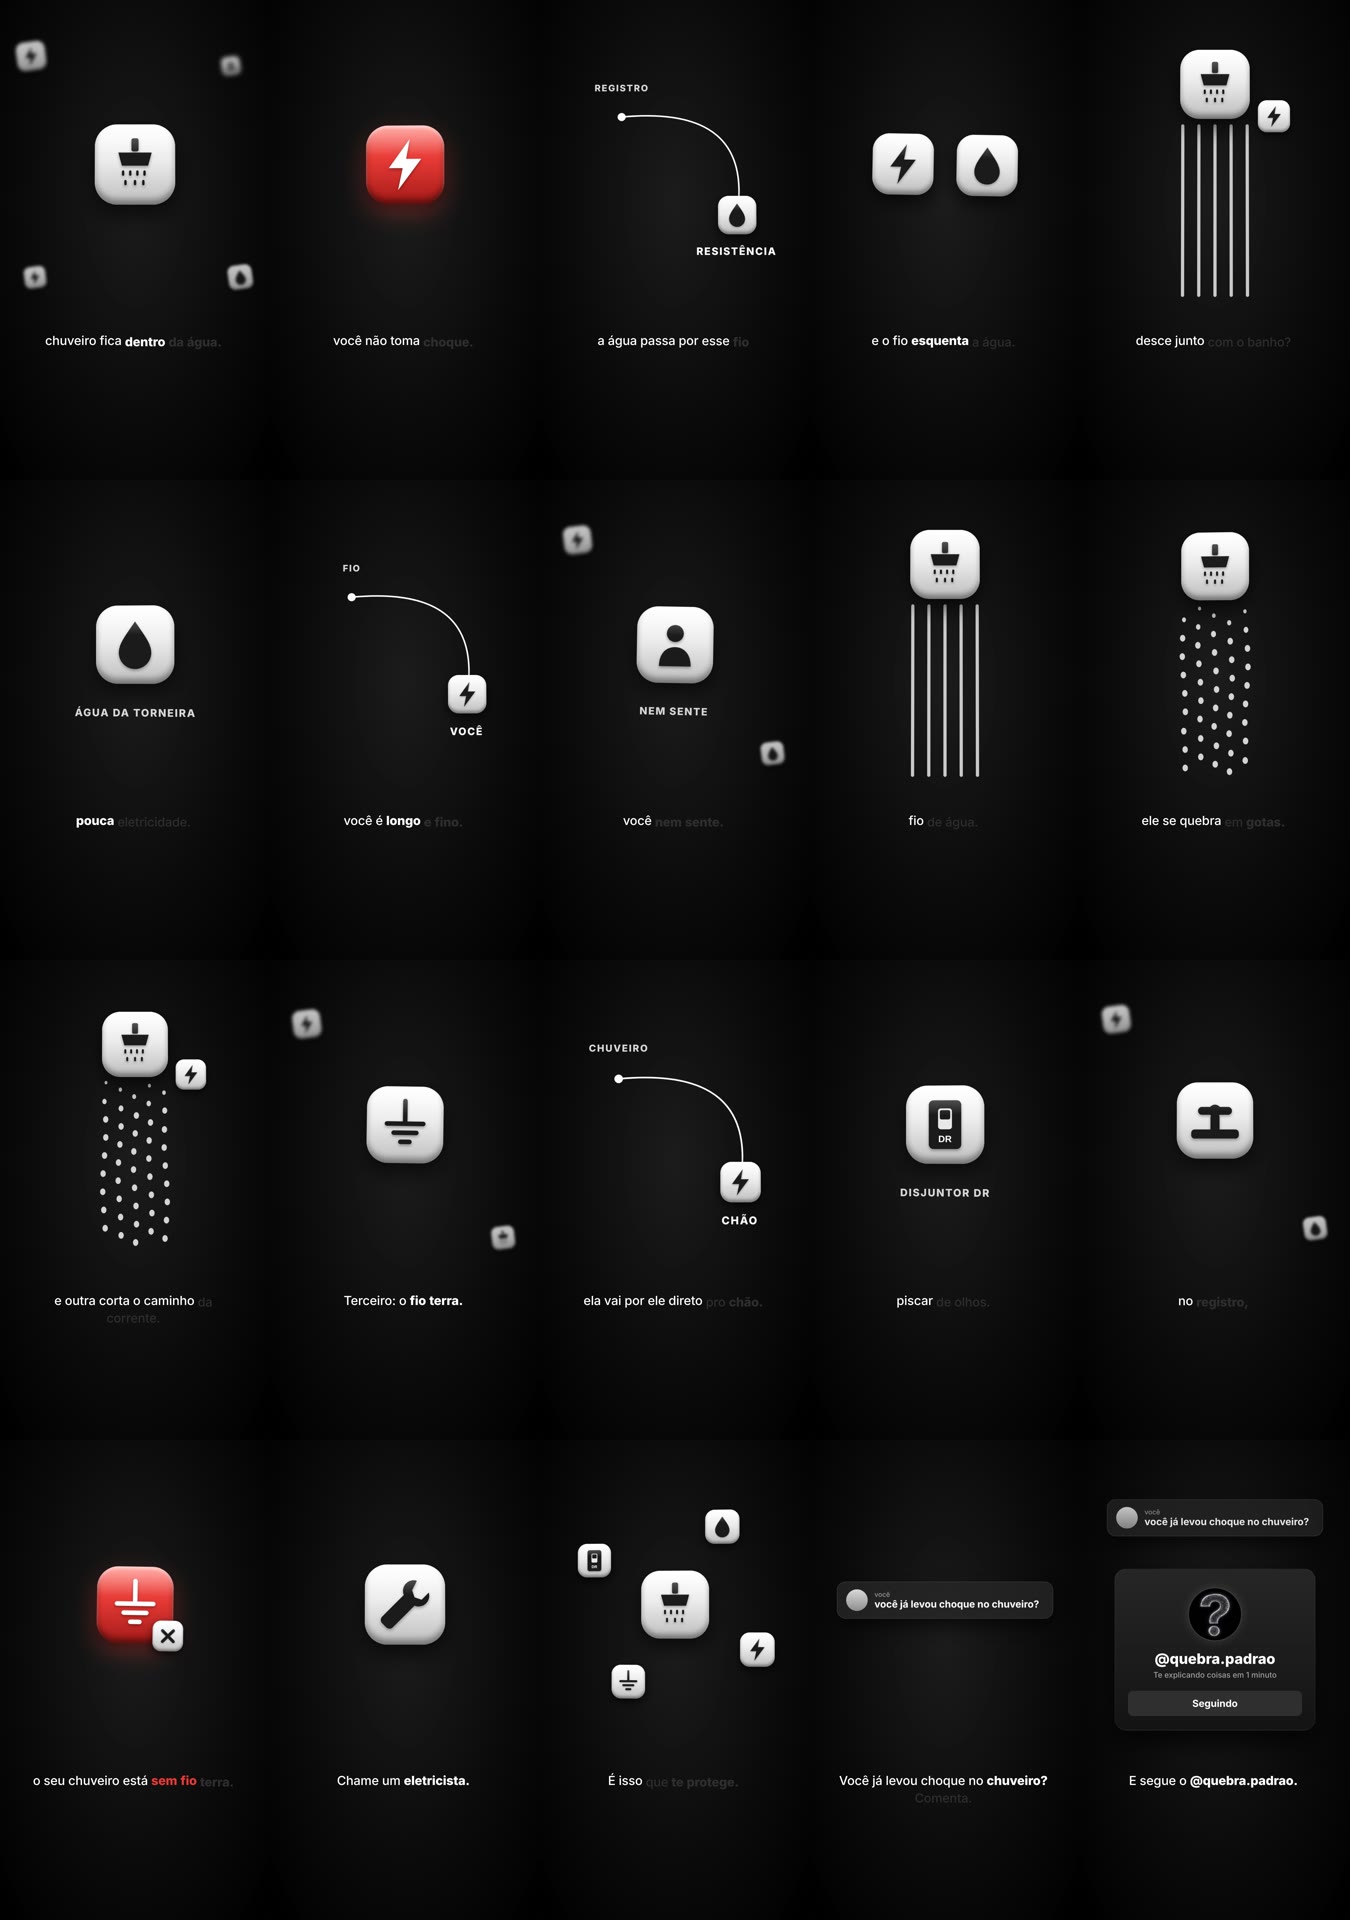 chuveiro fica dentro da água.
você não toma choque.
REGISTRO
RESISTÊNCIA
a água passa por esse fio
e o fio esquenta a água.
desce junto com o banho?
ÁGUA DA TORNEIRA
pouca eletricidade.
FIO
VOCÊ
você é longo e fino.
NEM SENTE
você nem sente.
fio de água.
ele se quebra em gotas.
e outra corta o caminho da
corrente.
Terceiro: o fio terra.
CHUVEIRO
CHÃO
ela vai por ele direto pro chão.
DR
DISJUNTOR DR
piscar de olhos.
no registro,
o seu chuveiro está sem fio terra.
Chame um eletricista.
DR
É isso que te protege.
você
você já levou choque no chuveiro?
Você já levou choque no chuveiro?
Comenta.
você
você já levou choque no chuveiro?
@quebra.padrao
Te explicando coisas em 1 minuto
Seguindo
E segue o @quebra.padrao.